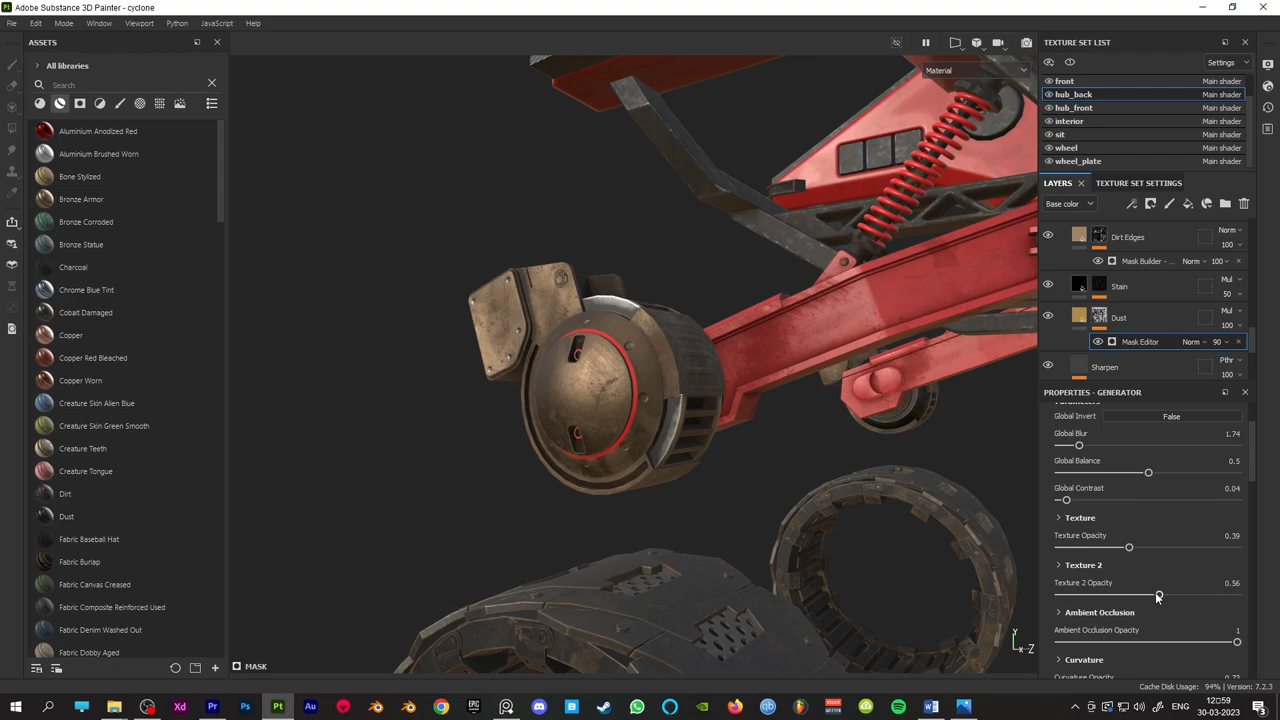 Adobe Substance 3D Painter - cyclone
File Edit Mode Window Viewport Python JavaScript Help
ASSETS
All libraries
Search
Aluminium Anodized Red
Aluminium Brushed Worn
Bone Stylized
Bronze Armor
Bronze Corroded
Bronze Statue
Charcoal
Chrome Blue Tint
Cobalt Damaged
Copper
Copper Red Bleached
Copper Worn
Creature Skin Alien Blue
Creature Skin Green Smooth
Creature Teeth
Creature Tongue
Dirt
Dust
Fabric Baseball Hat
Fabric Burlap
Fabric Canvas Creased
Fabric Composite Reinforced Used
Fabric Denim Washed Out
Fabric Dobby Aged
Material
Y
X Z
MASK
TEXTURE SET LIST
Settings
front Main shader
hub_back Main shader
hub_front Main shader
interior Main shader
sit Main shader
wheel Main shader
wheel_plate Main shader
LAYERS TEXTURE SET SETTINGS
Base color
Dirt Edges Norm 100
Mask Builder - ... Norm 100
Stain Mul 50
Dust Mul 100
Mask Editor Norm 90
Sharpen Pthr 100
PROPERTIES - GENERATOR
Global Invert False
Global Blur 1.74
Global Balance 0.5
Global Contrast 0.04
Texture
Texture Opacity 0.39
Texture 2
Texture 2 Opacity 0.56
Ambient Occlusion
Ambient Occlusion Opacity 1
Curvature
Cache Disk Usage: 94% | Version: 7.2.3
ENG
12:59
30-03-2023